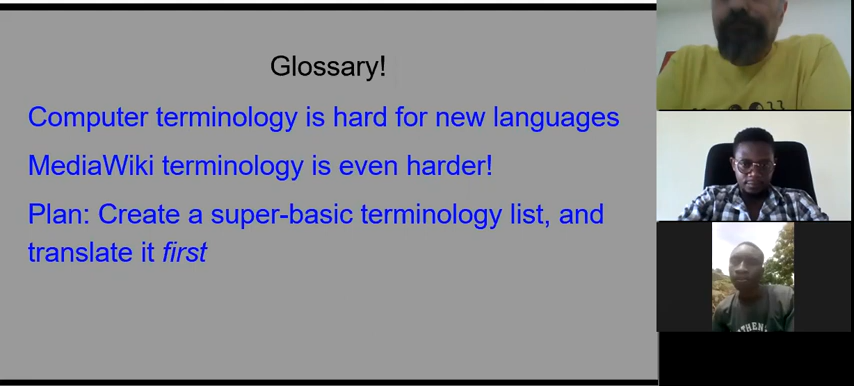 Glossary!
Computer terminology is hard for new languages
MediaWiki terminology is even harder!
Plan: Create a super-basic terminology list, and
translate it first
THEN